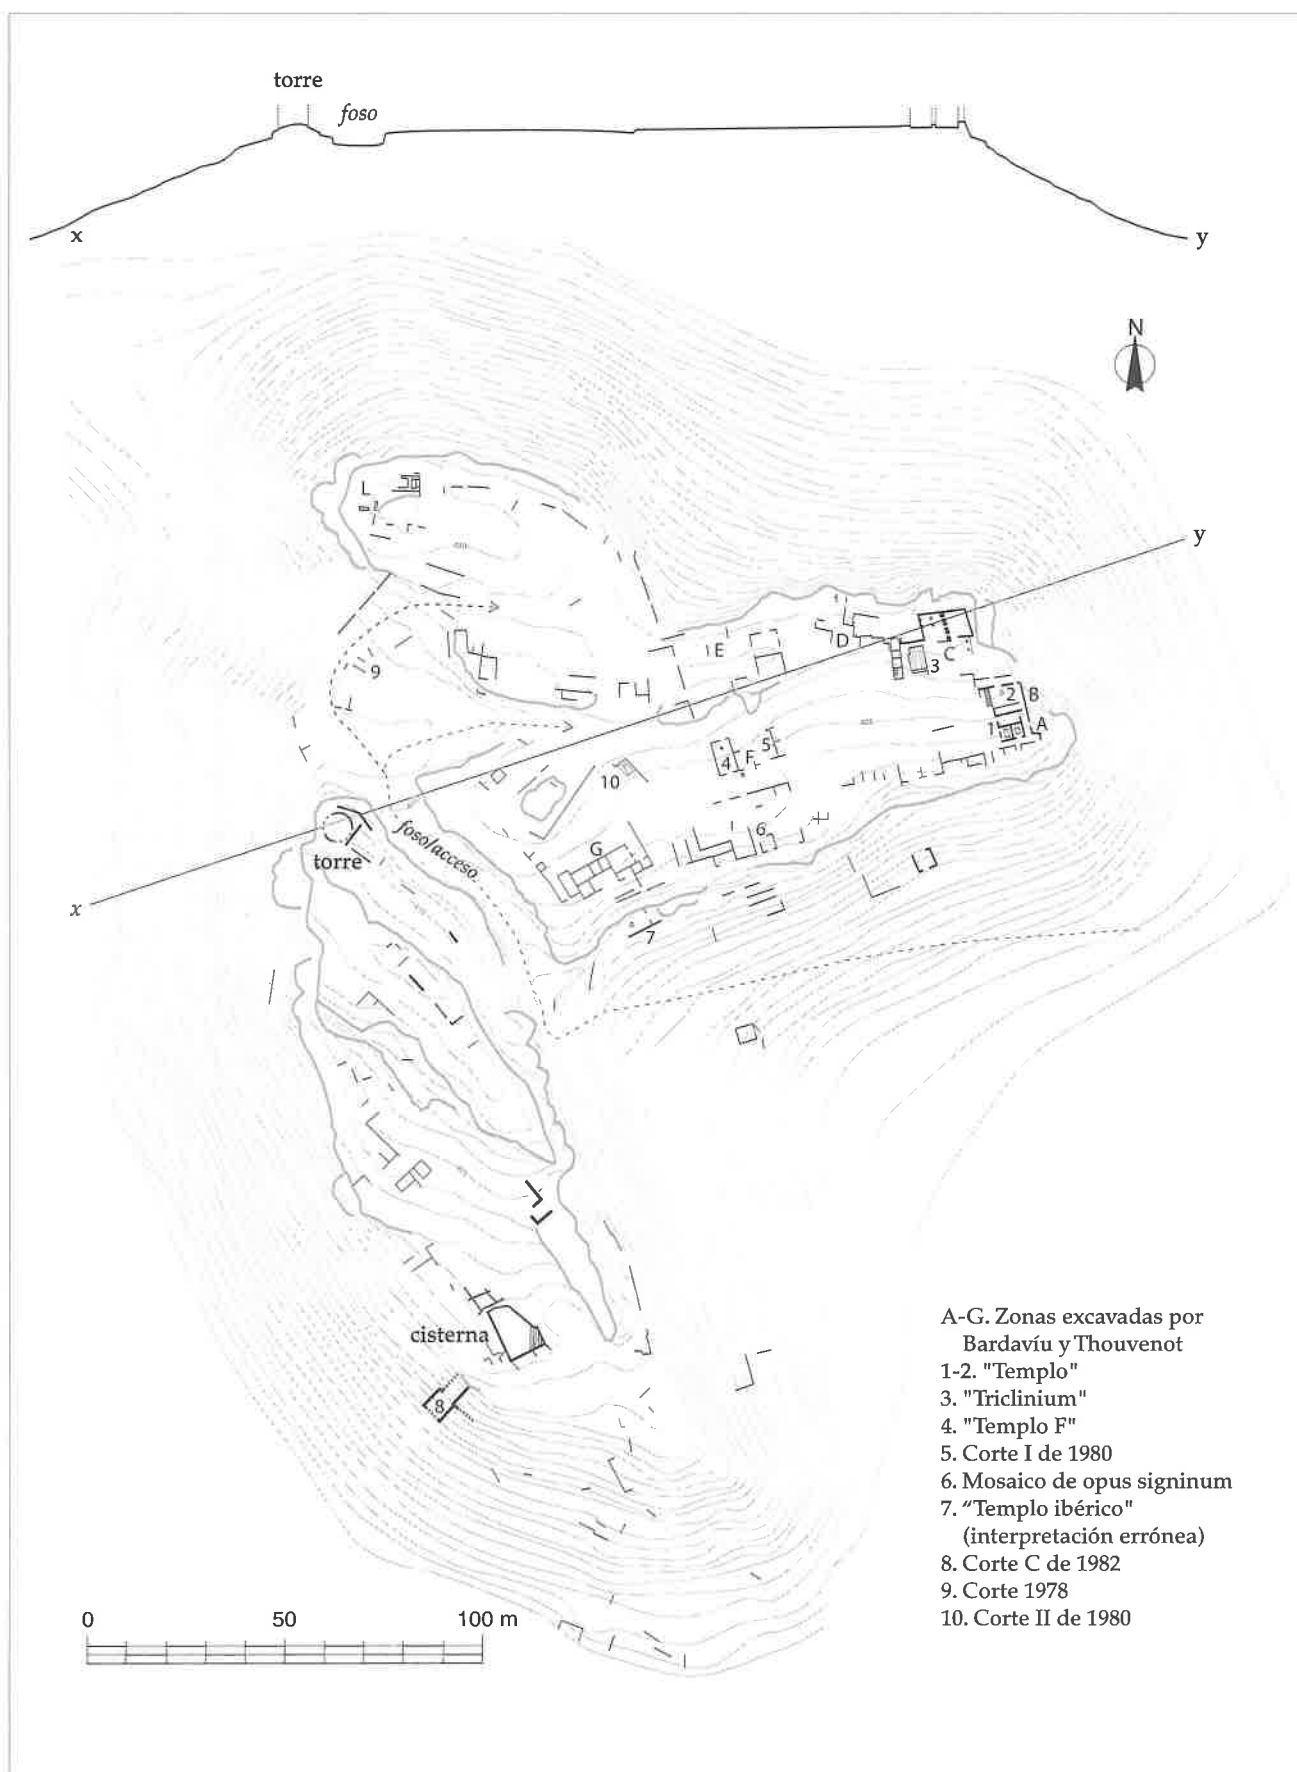 torre
foso
x
y
N
L
y
9
E
D
C
3
2
B
1
A
4
F
5
10
foso/acceso
torre
G
6
x
7
cisterna
8
A-G. Zonas excavadas por
Bardavíu y Thouvenot
1-2. "Templo"
3. "Triclinium"
4. "Templo F"
5. Corte I de 1980
6. Mosaico de opus signinum
7. "Templo ibérico"
(interpretación errónea)
8. Corte C de 1982
9. Corte 1978
10. Corte II de 1980
0 50 100 m